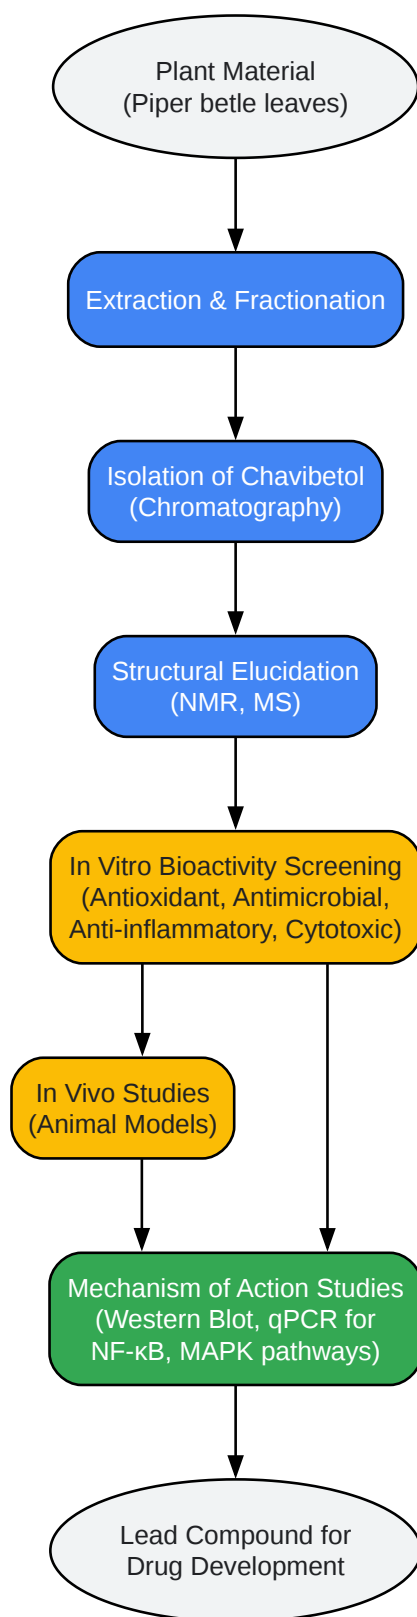 Plant Material
(Piper betle leaves)
Extraction & Fractionation
Isolation of Chavibetol
(Chromatography)
Structural Elucidation
(NMR, MS)
In Vitro Bioactivity Screening
(Antioxidant, Antimicrobial,
Anti-inflammatory, Cytotoxic)
In Vivo Studies
(Animal Models)
Mechanism of Action Studies
(Western Blot, qPCR for
NF-κB, MAPK pathways)
Lead Compound for
Drug Development